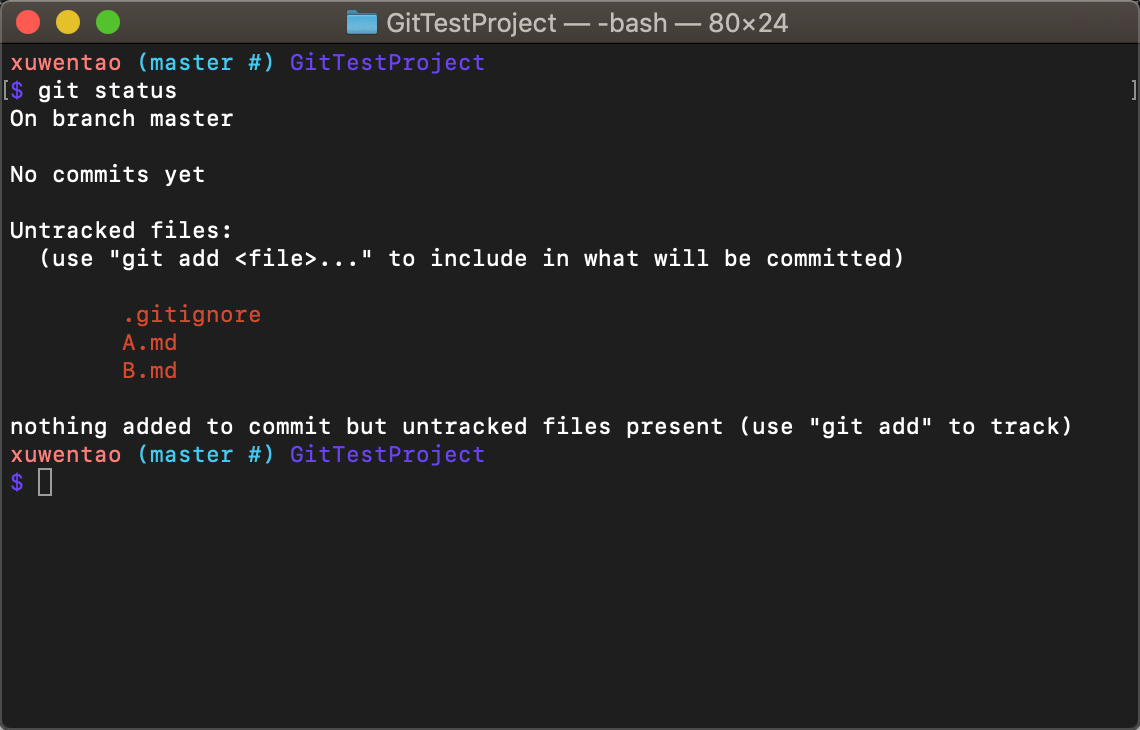 GitTestProject — -bash — 80×24
xuwentao (master #) GitTestProject
[$ git status ]
On branch master
No commits yet
Untracked files:
(use "git add <file>..." to include in what will be committed)
.gitignore
A.md
B.md
nothing added to commit but untracked files present (use "git add" to track)
xuwentao (master #) GitTestProject
$